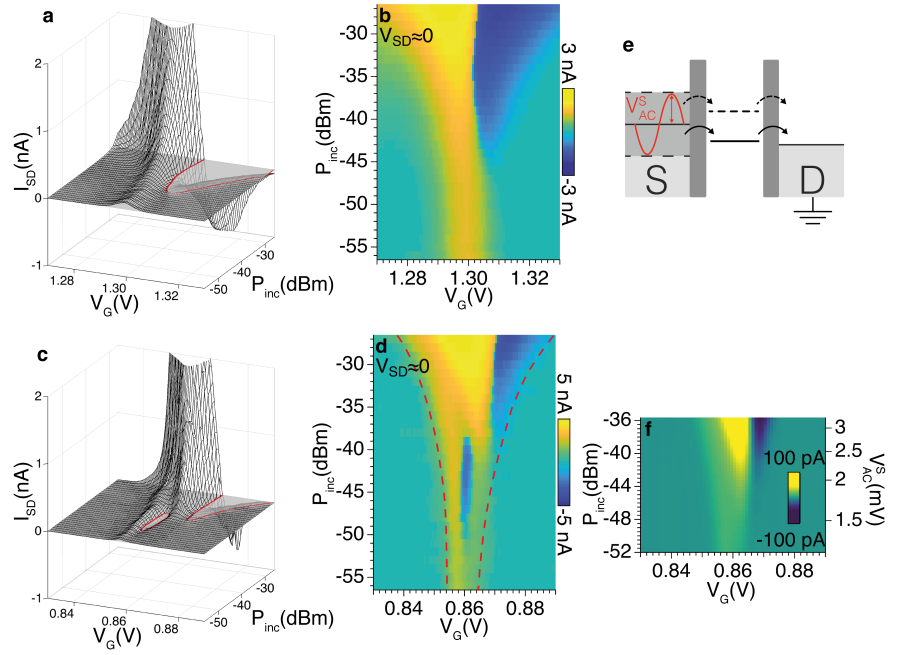 a
2
1
0
-1
I_SD(nA)
1.28
1.30
1.32
V_G(V)
-50
-40
-30
P_inc(dBm)
b
V_SD≈0
-30
-35
-40
-45
-50
-55
P_inc(dBm)
1.28
1.30
1.32
V_G(V)
3 nA
-3 nA
e
V^S_AC
S
D
c
2
1
0
-1
I_SD(nA)
0.84
0.86
0.88
V_G(V)
-50
-40
-30
P_inc(dBm)
d
V_SD≈0
-30
-35
-40
-45
-50
-55
P_inc(dBm)
0.84
0.86
0.88
V_G(V)
5 nA
-5 nA
f
-36
-40
-44
-48
-52
P_inc(dBm)
100 pA
-100 pA
3
2.5
2
1.5
V^S_AC (mV)
0.84
0.86
0.88
V_G(V)